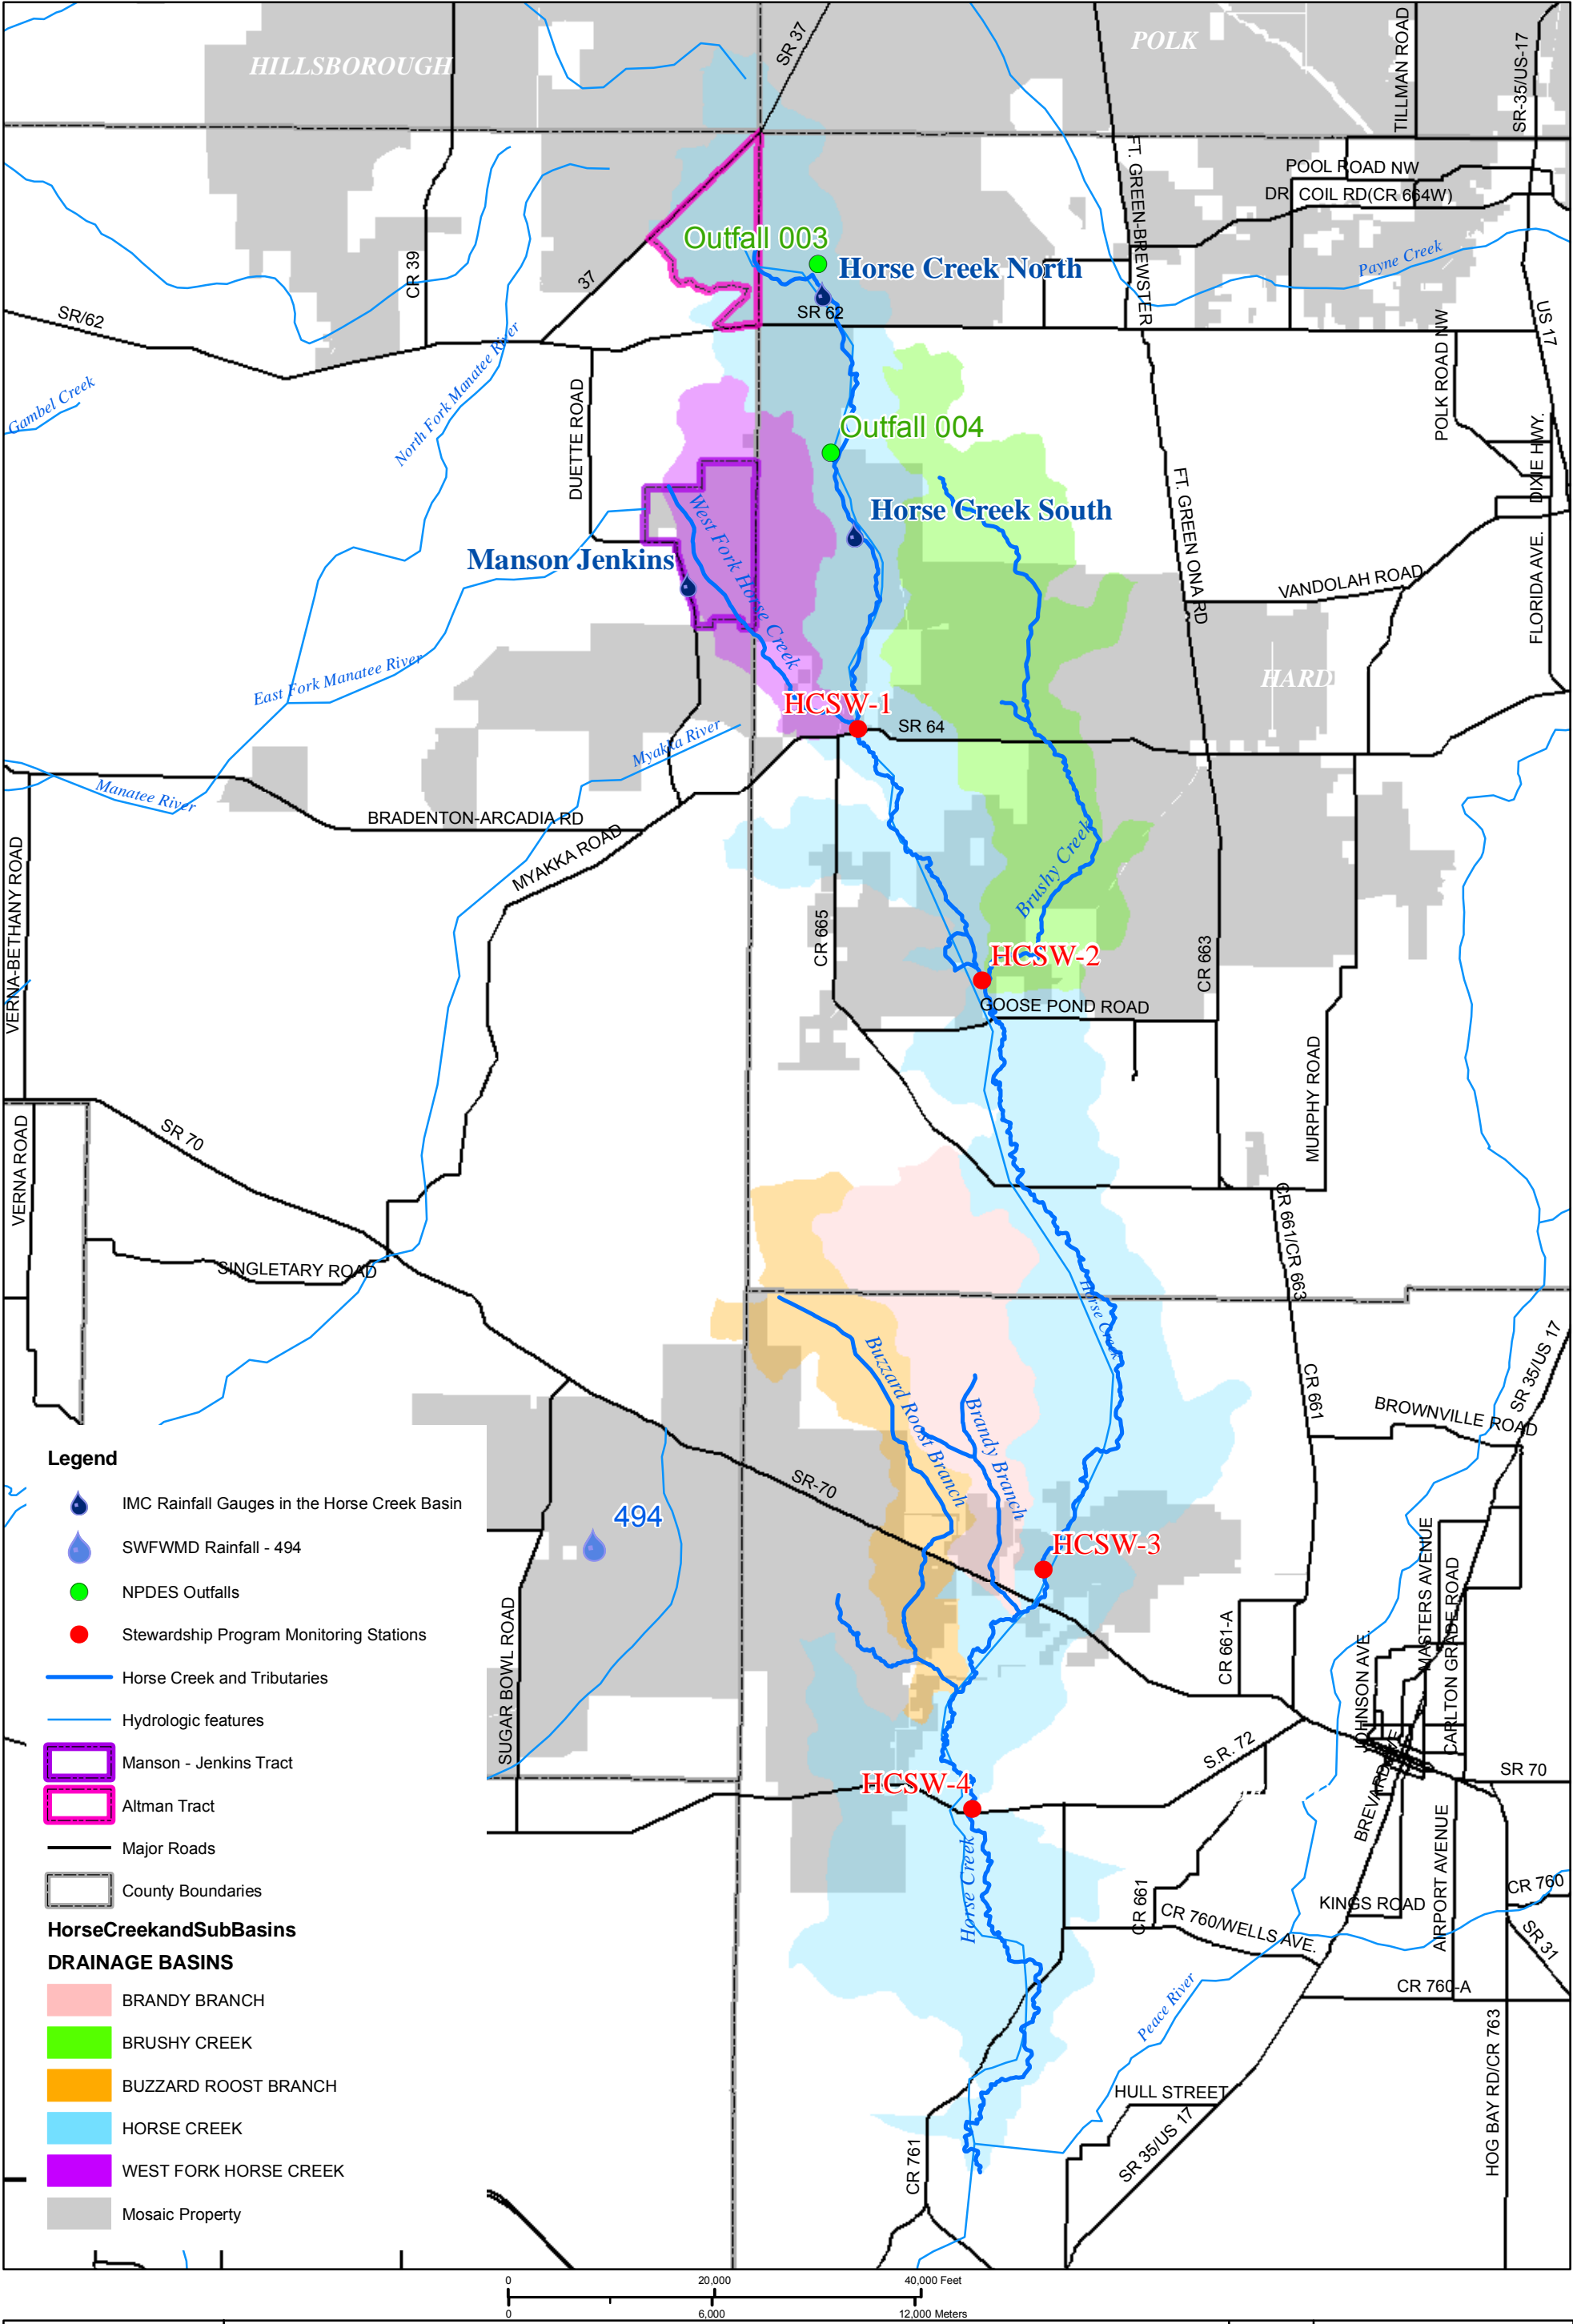 HILLSBOROUGH
POLK
SR 37
TILLMAN ROAD
SR-35/US-17
FT. GREEN-BREWSTER
POOL ROAD NW
DR. COIL RD(CR 664W)
Outfall 003
Horse Creek North
CR 39
37
Payne Creek
SR/62
SR 62
US 17
North Fork Manatee River
Gambel Creek
DUETTE ROAD
POLK ROAD NW
Outfall 004
DIXIE HWY.
West Fork Horse Creek
Horse Creek South
FT. GREEN ONA RD
Manson Jenkins
VANDOLAH ROAD
FLORIDA AVE.
East Fork Manatee River
HARD
HCSW-1
SR 64
Myakka River
Manatee River
BRADENTON-ARCADIA RD
MYAKKA ROAD
VERNA-BETHANY ROAD
Brushy Creek
CR 665
HCSW-2
CR 663
GOOSE POND ROAD
MURPHY ROAD
VERNA ROAD
SR 70
CR 661/CR 663
SINGLETARY ROAD
Horse Creek
SR 35/US 17
Buzzard Roost Branch
CR 661
Brandy Branch
BROWNVILLE ROAD
SR-70
494
HCSW-3
MASTERS AVENUE
CARLTON GRADE ROAD
SUGAR BOWL ROAD
CR 661-A
JOHNSON AVE.
S.R. 72
SR 70
HCSW-4
Horse Creek
CR 661
AIRPORT AVENUE
KINGS ROAD
CR 760
CR 760/WELLS AVE.
SR 31
CR 760-A
Peace River
HULL STREET
SR 35/US 17
CR 761
HOG BAY RD/CR 763
Legend
IMC Rainfall Gauges in the Horse Creek Basin
SWFWMD Rainfall - 494
NPDES Outfalls
Stewardship Program Monitoring Stations
Horse Creek and Tributaries
Hydrologic features
Manson - Jenkins Tract
Altman Tract
Major Roads
County Boundaries
HorseCreekandSubBasins
DRAINAGE BASINS
BRANDY BRANCH
BRUSHY CREEK
BUZZARD ROOST BRANCH
HORSE CREEK
WEST FORK HORSE CREEK
Mosaic Property
0 20,000 40,000 Feet
0 6,000 12,000 Meters